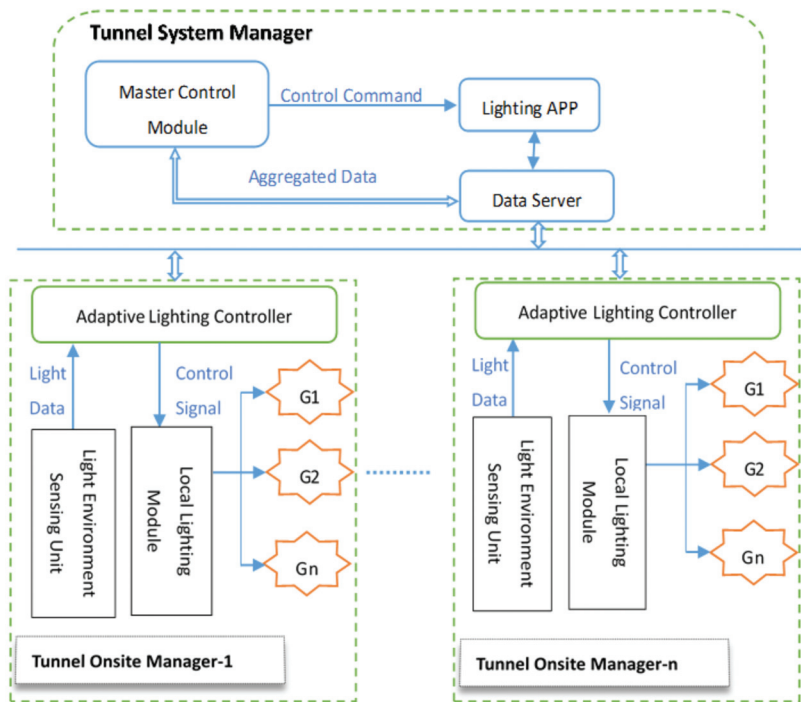 Tunnel System Manager
Master Control
Module
Control Command
Lighting APP
Aggregated Data
Data Server
Adaptive Lighting Controller
Light
Data
Control
Signal
Light Environment
Sensing Unit
Local Lighting
Module
G1
G2
Gn
Tunnel Onsite Manager-1
Adaptive Lighting Controller
Light
Data
Control
Signal
Light Environment
Sensing Unit
Local Lighting
Module
G1
G2
Gn
Tunnel Onsite Manager-n